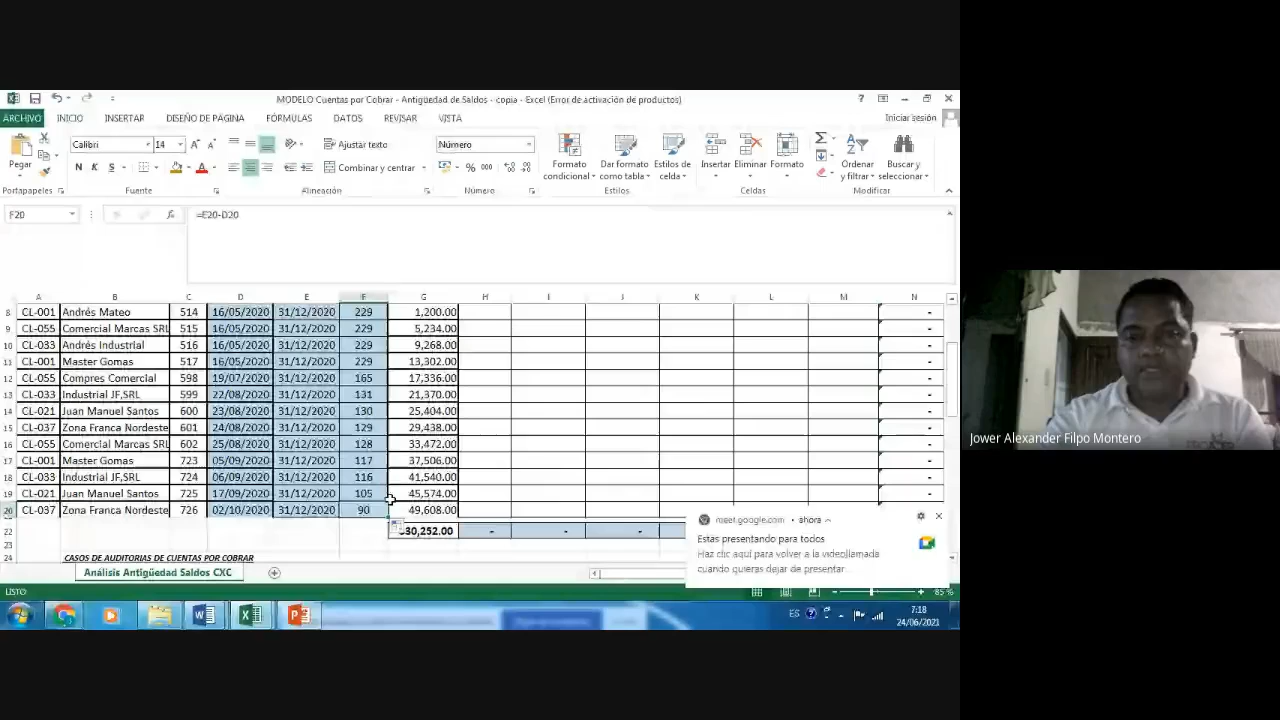 MODELO Cuentas por Cobrar - Antigüedad de Saldos - copia - Excel (Error de activación de productos)
ARCHIVO INICIO INSERTAR DISEÑO DE PÁGINA FÓRMULAS DATOS REVISAR VISTA Iniciar sesión
Calibri 14 Ajustar texto Número
Pegar N K S Combinar y centrar % 000 Formato condicional Dar formato como tabla Estilos de celda Insertar Eliminar Formato Ordenar y filtrar Buscar y seleccionar
Portapapeles Fuente Alineación Número Estilos Celdas Modificar
F20 fx =E20-D20
A B C D E F G H I J K L M N
8 CL-001 Andrés Mateo 514 16/05/2020 31/12/2020 229 1,200.00 -
9 CL-055 Comercial Marcas SRL 515 16/05/2020 31/12/2020 229 5,234.00 -
10 CL-033 Andrés Industrial 516 16/05/2020 31/12/2020 229 9,268.00 -
11 CL-001 Master Gomas 517 16/05/2020 31/12/2020 229 13,302.00 -
12 CL-055 Compres Comercial 598 19/07/2020 31/12/2020 165 17,336.00 -
13 CL-033 Industrial JF,SRL 599 22/08/2020 31/12/2020 131 21,370.00 -
14 CL-021 Juan Manuel Santos 600 23/08/2020 31/12/2020 130 25,404.00 -
15 CL-037 Zona Franca Nordeste 601 24/08/2020 31/12/2020 129 29,438.00 -
16 CL-055 Comercial Marcas SRL 602 25/08/2020 31/12/2020 128 33,472.00 -
17 CL-001 Master Gomas 723 05/09/2020 31/12/2020 117 37,506.00 -
18 CL-033 Industrial JF,SRL 724 06/09/2020 31/12/2020 116 41,540.00 -
19 CL-021 Juan Manuel Santos 725 17/09/2020 31/12/2020 105 45,574.00 -
20 CL-037 Zona Franca Nordeste 726 02/10/2020 31/12/2020 90 49,608.00
22 30,252.00 - - -
23
24 CASOS DE AUDITORIAS DE CUENTAS POR COBRAR
meet.google.com • ahora
Estas presentando para todos
Haz clic aquí para volver a la videollamada
cuando quieras dejar de presentar.
Análisis Antigüedad Saldos CXC
LISTO 85 %
ES 7:18
24/06/2021
Jower Alexander Filpo Montero